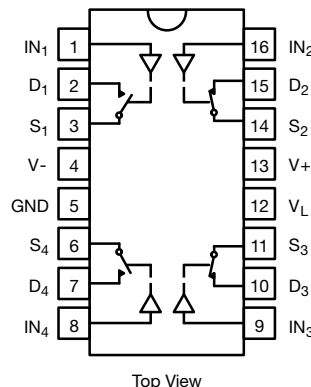 IN1 1 16 IN2
D1 2 15 D2
S1 3 14 S2
V- 4 13 V+
GND 5 12 VL
S4 6 11 S3
D4 7 10 D3
IN4 8 9 IN3
Top View